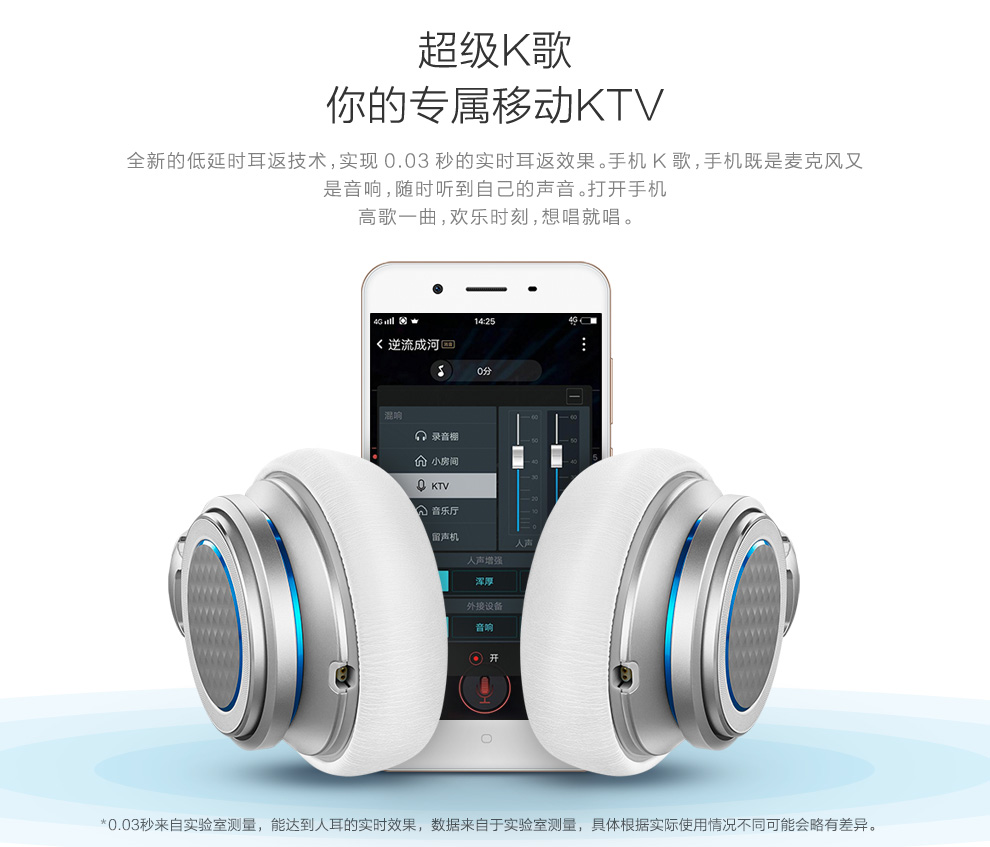 超级K歌
你的专属移动KTV
全新的低延时耳返技术,实现 0.03 秒的实时耳返效果。手机 K 歌,手机既是麦克风又
是音响,随时听到自己的声音。打开手机
高歌一曲,欢乐时刻,想唱就唱。
4G 14:25 4G
逆流成河
0分
混响
录音棚
小房间
KTV
音乐厅
留声机
人声
人声增强
浑厚
外接设备
音响
开
*0.03秒来自实验室测量，能达到人耳的实时效果，数据来自于实验室测量，具体根据实际使用情况不同可能会略有差异。